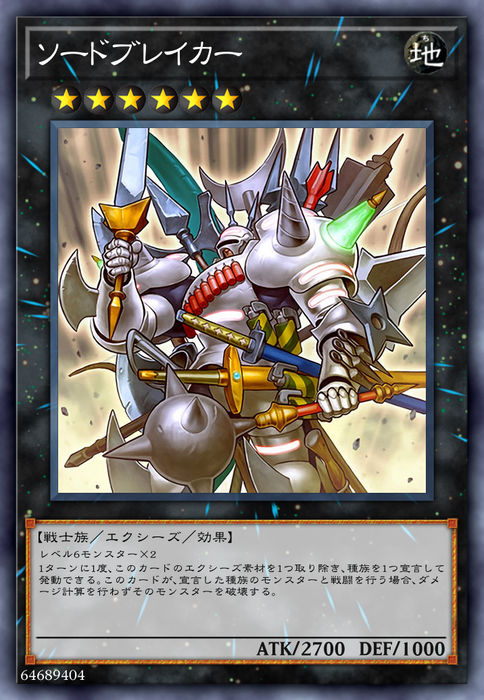 ソードブレイカー
ち
地
【戦士族／エクシーズ／効果】
レベル6モンスター×2
1ターンに1度、このカードのエクシーズ素材を1つ取り除き、種族を1つ宣言して
発動できる。このカードが、宣言した種族のモンスターと戦闘を行う場合、ダメ
ージ計算を行わずそのモンスターを破壊する。
ATK/2700 DEF/1000
64689404